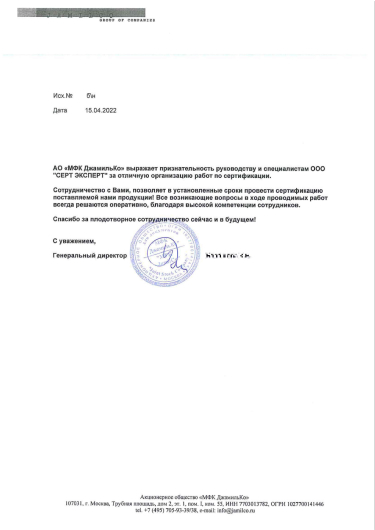 GROUP OF COMPANIES
Исх.№ б\н
Дата 15.04.2022
АО «МФК ДжамильКо» выражает признательность руководству и специалистам ООО
"СЕРТ ЭКСПЕРТ" за отличную организацию работ по сертификации.
Сотрудничество с Вами, позволяет в установленные сроки провести сертификацию
поставляемой нами продукции! Все возникающие вопросы в ходе проводимых работ
всегда решаются оперативно, благодаря высокой компетенции сотрудников.
Спасибо за плодотворное сотрудничество сейчас и в будущем!
С уважением,
Генеральный директор
Акционерное общество «МФК ДжамильКо»
107031, г. Москва, Трубная площадь, дом 2, эт. 1, пом. I, ком. 55, ИНН 7703013782, ОГРН 1027700141446
tel. +7 (495) 705-93-39/38, e-mail: info@jamilco.ru